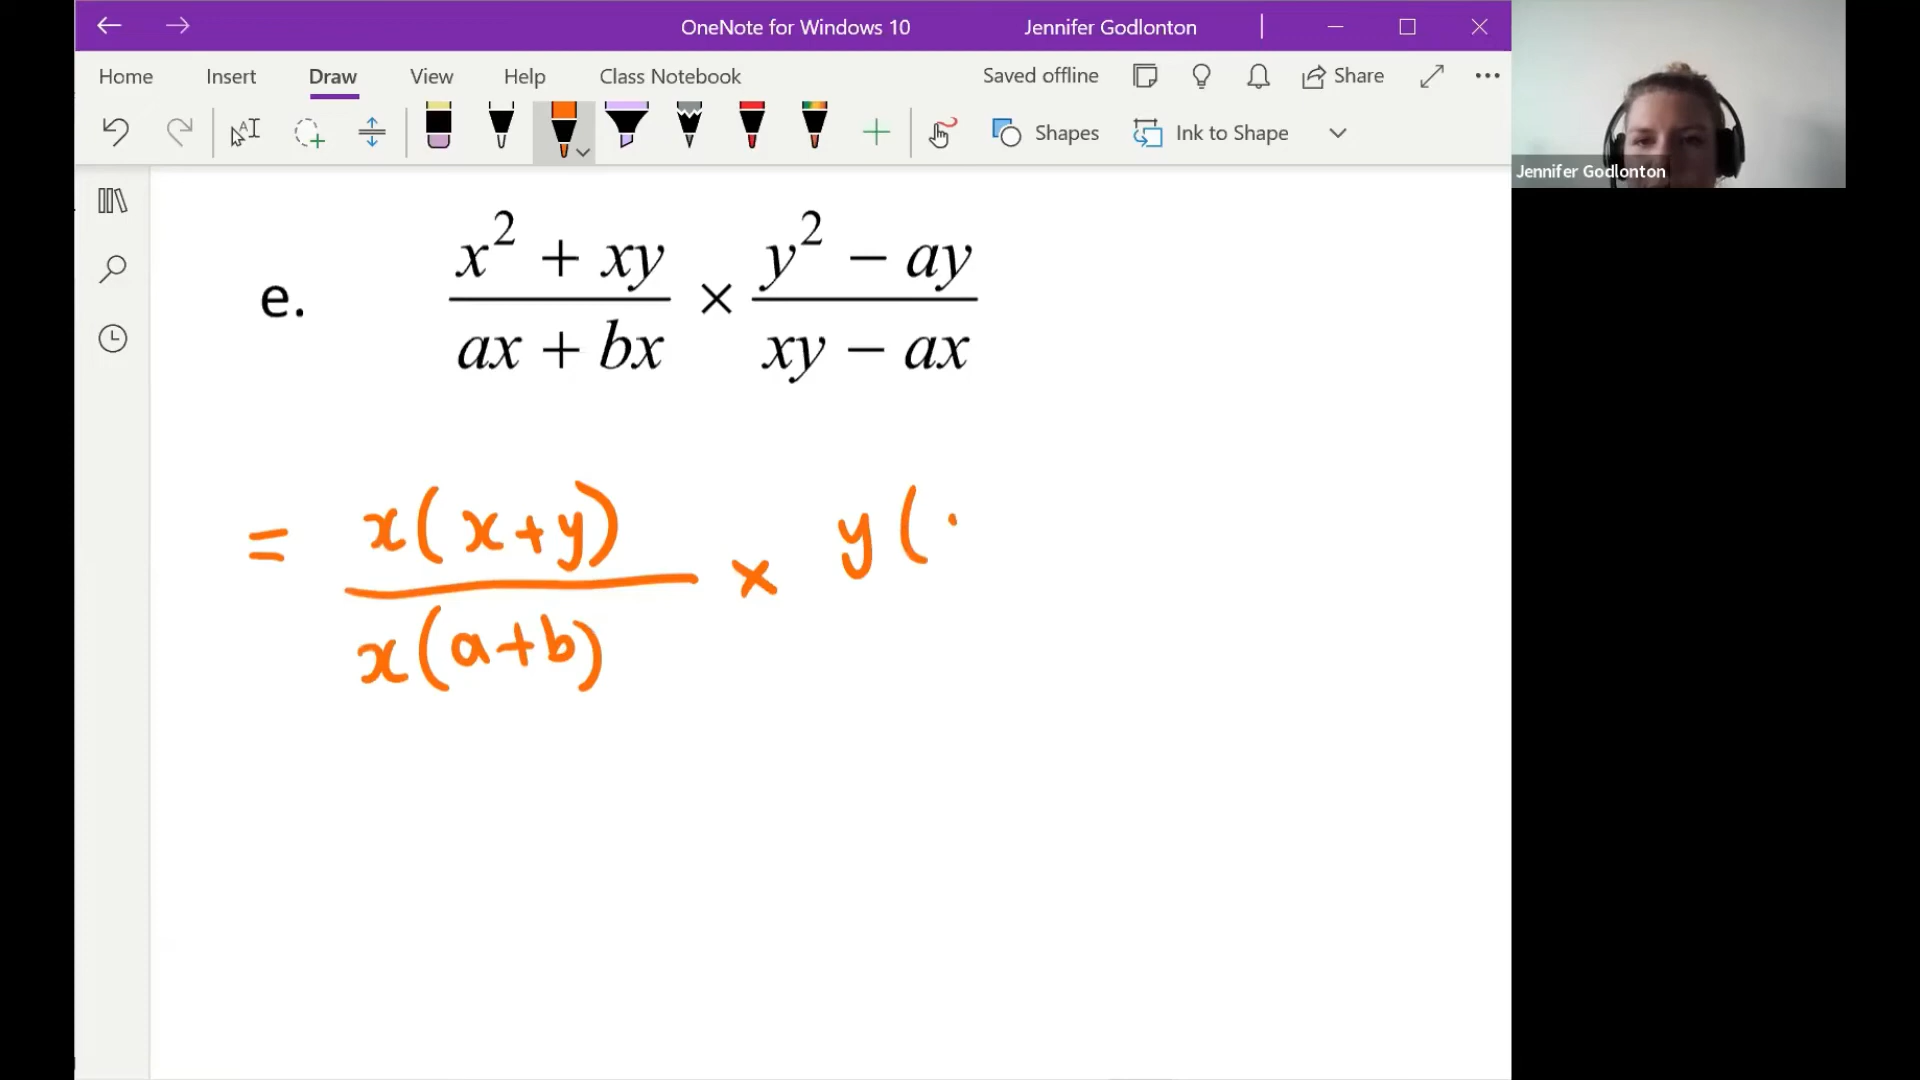 OneNote for Windows 10 Jennifer Godlonton
Home Insert Draw View Help Class Notebook Saved offline Share
Shapes Ink to Shape
Jennifer Godlonton
e. (x² + xy)/(ax + bx) × (y² − ay)/(xy − ax)
= x(x+y)/x(a+b) × y(